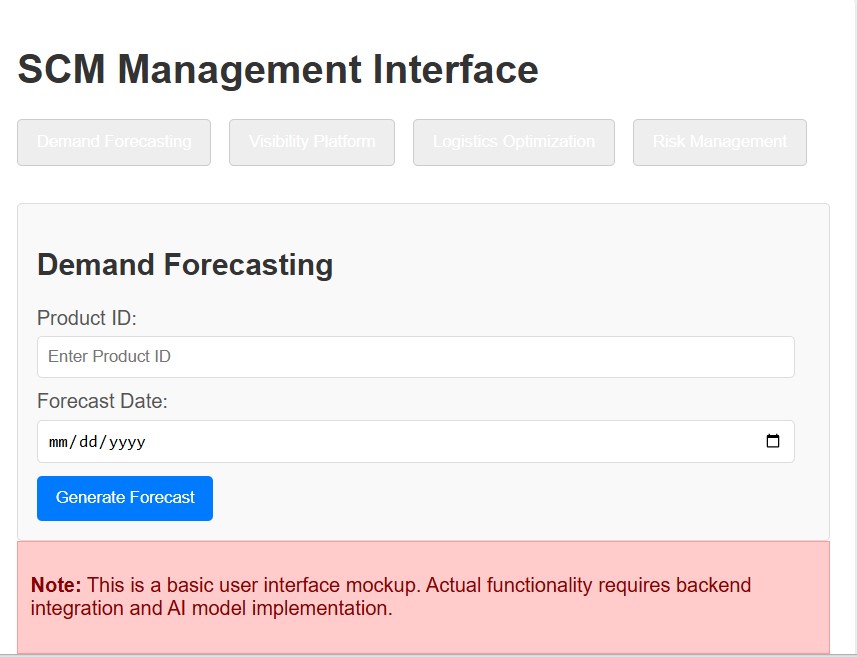 SCM Management Interface
Demand Forecasting
Visibility Platform
Logistics Optimization
Risk Management
Demand Forecasting
Product ID:
Enter Product ID
Forecast Date:
mm/dd/yyyy
Generate Forecast
Note: This is a basic user interface mockup. Actual functionality requires backend
integration and AI model implementation.